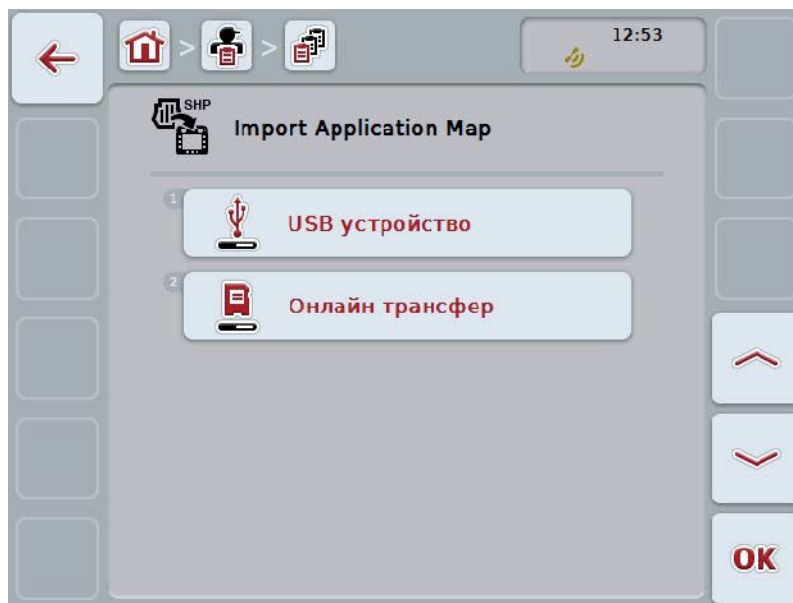 12:53
SHP
Import Application Map
1
USB устройство
2
Онлайн трансфер
OK